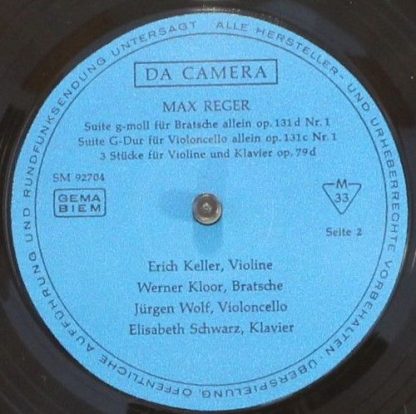 ALLE HERSTELLER- UND URHEBERRECHTE VORBEHALTEN. ÜBERSPIELUNG, ÖFFENTLICHE AUFFÜHRUNG UND RUNDFUNKSENDUNG UNTERSAGT
DA CAMERA
MAX REGER
Suite g-moll für Bratsche allein op. 131 d Nr. 1
Suite G-Dur für Violoncello allein op. 131 c Nr. 1
3 Stücke für Violine und Klavier op. 79 d
SM 92704
GEMA
BIEM
M
33
Seite 2
Erich Keller, Violine
Werner Kloor, Bratsche
Jürgen Wolf, Violoncello
Elisabeth Schwarz, Klavier